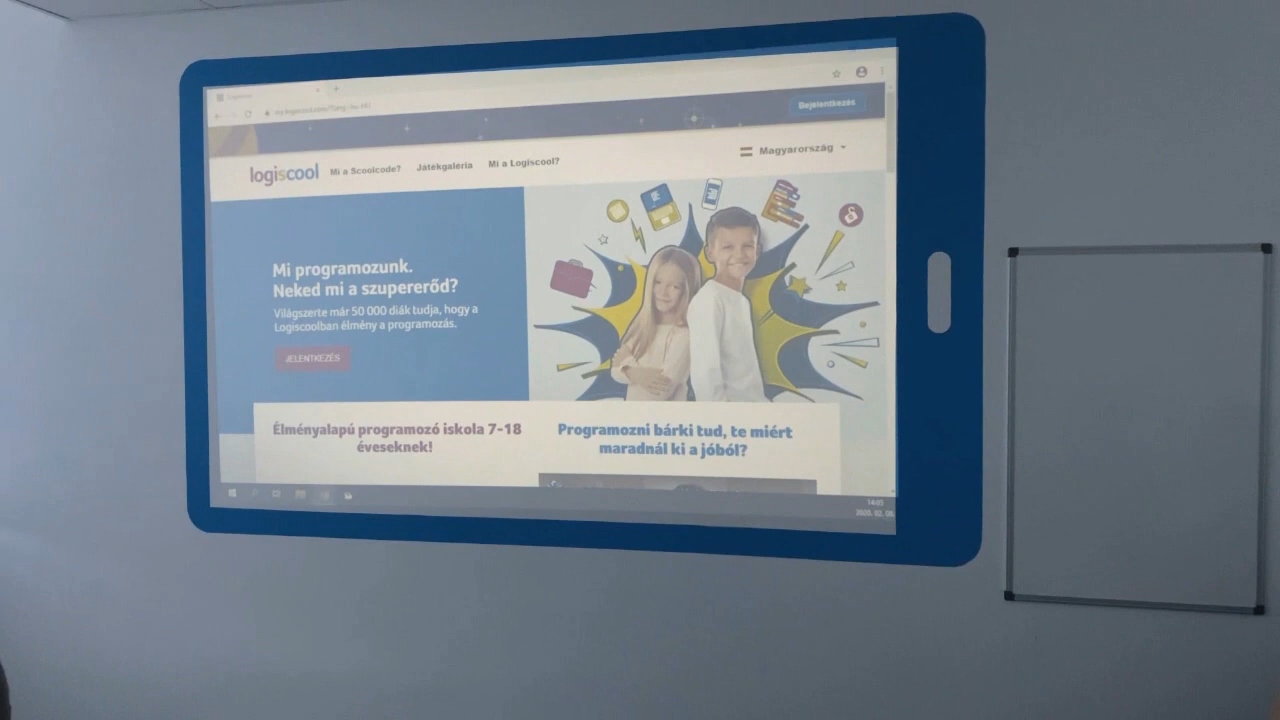 Bejelentkezés
logiscool Mi a Scoolcode? Játékgaléria Mi a Logiscool? Magyarország
Mi programozunk.
Neked mi a szupererőd?
Világszerte már 50 000 diák tudja, hogy a
Logiscoolban élmény a programozás.
JELENTKEZÉS
Élményalapú programozó iskola 7-18
éveseknek!
Programozni bárki tud, te miért
maradnál ki a jóból?